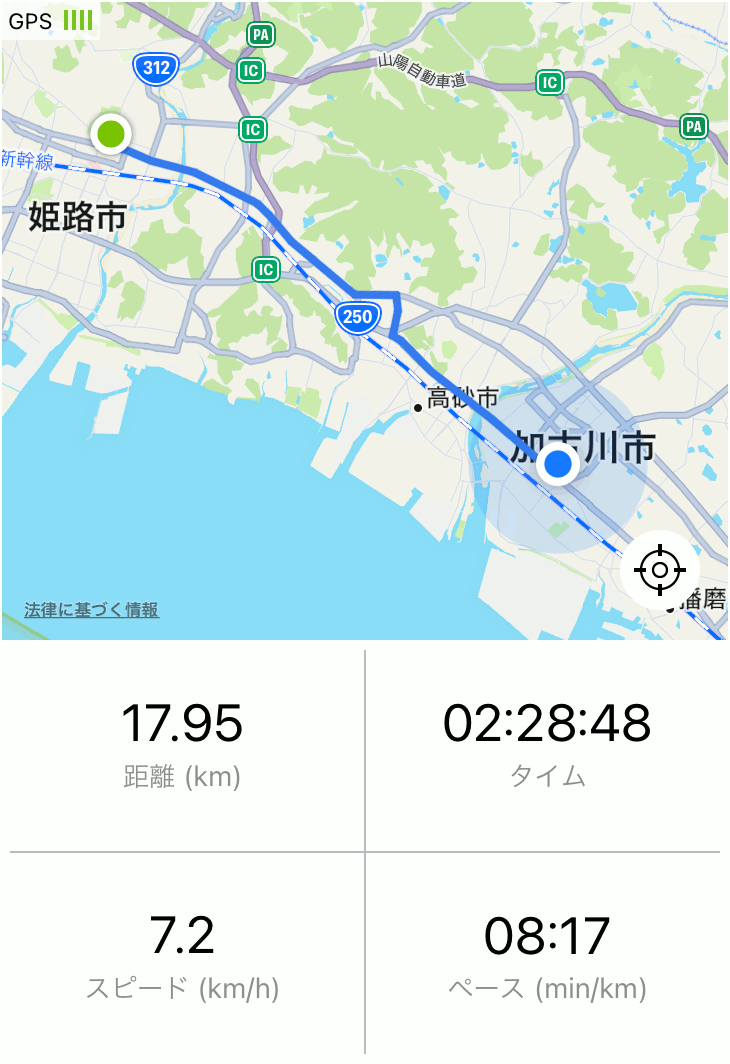 GPS
PA
312
IC
山陽自動車道
IC
IC
PA
新幹線
姫路市
IC
250
高砂市
加古川市
播磨
法律に基づく情報
17.95
距離 (km)
02:28:48
タイム
7.2
スピード (km/h)
08:17
ペース (min/km)